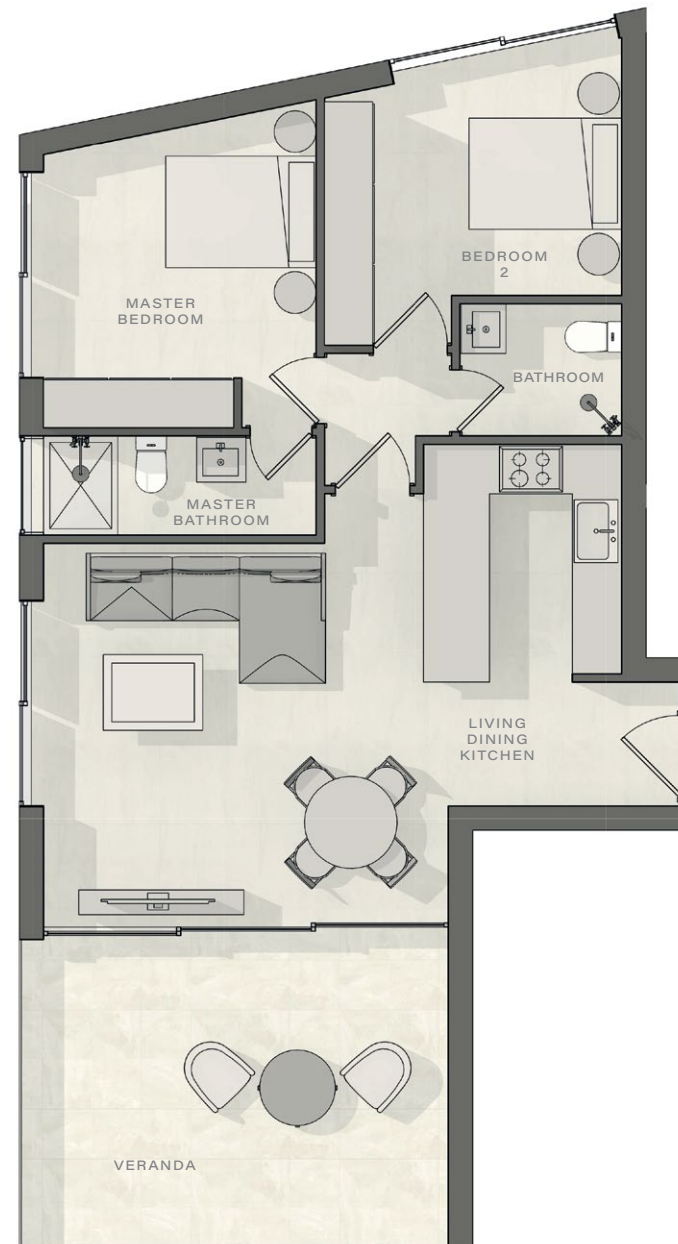 BEDROOM
2
MASTER
BEDROOM
BATHROOM
MASTER
BATHROOM
LIVING
DINING
KITCHEN
VERANDA